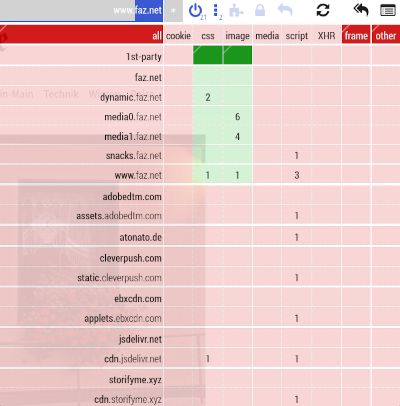 www.faz.net * 21 2
all cookie css image media script XHR frame other
1st-party
faz.net
dynamic.faz.net 2
In Main Technik
media0.faz.net 6
media1.faz.net 4
snacks.faz.net 1
www.faz.net 1 1 3
adobedtm.com
assets.adobedtm.com 1
atonato.de 1
cleverpush.com
static.cleverpush.com 1
ebxcdn.com
applets.ebxcdn.com 1
jsdelivr.net
cdn.jsdelivr.net 1 1
storifyme.xyz
cdn.storifyme.xyz 1